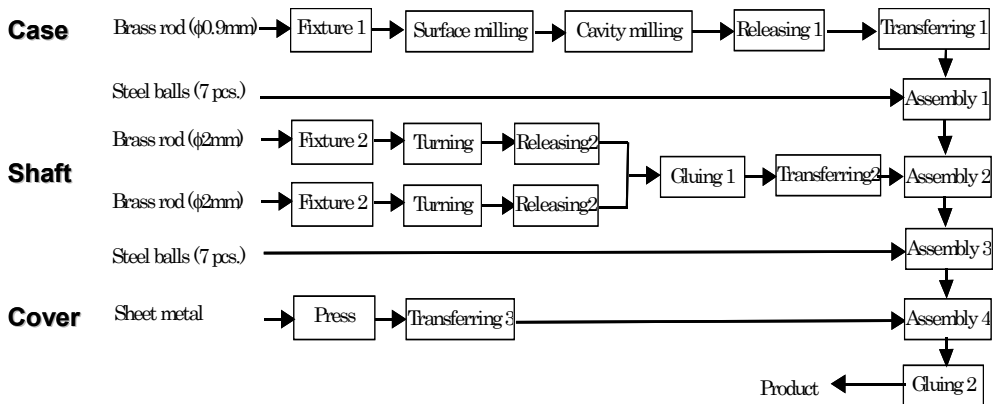 Case
Brass rod (ϕ0.9mm)
Fixture 1
Surface milling
Cavity milling
Releasing 1
Transferring 1
Steel balls (7 pcs.)
Assembly 1
Shaft
Brass rod (ϕ2mm)
Fixture 2
Turning
Releasing2
Gluing 1
Transferring2
Assembly 2
Brass rod (ϕ2mm)
Fixture 2
Turning
Releasing2
Steel balls (7 pcs.)
Assembly 3
Cover
Sheet metal
Press
Transferring 3
Assembly 4
Product
Gluing 2